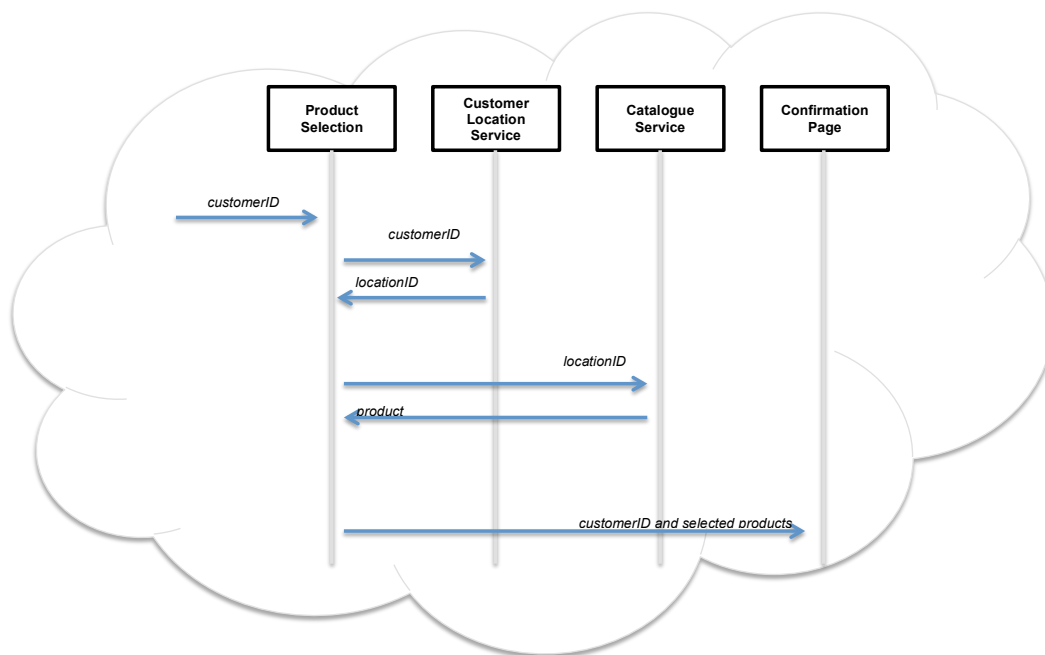 Product
Selection
Customer
Location
Service
Catalogue
Service
Confirmation
Page
customerID
customerID
locationID
locationID
product
customerID and selected products